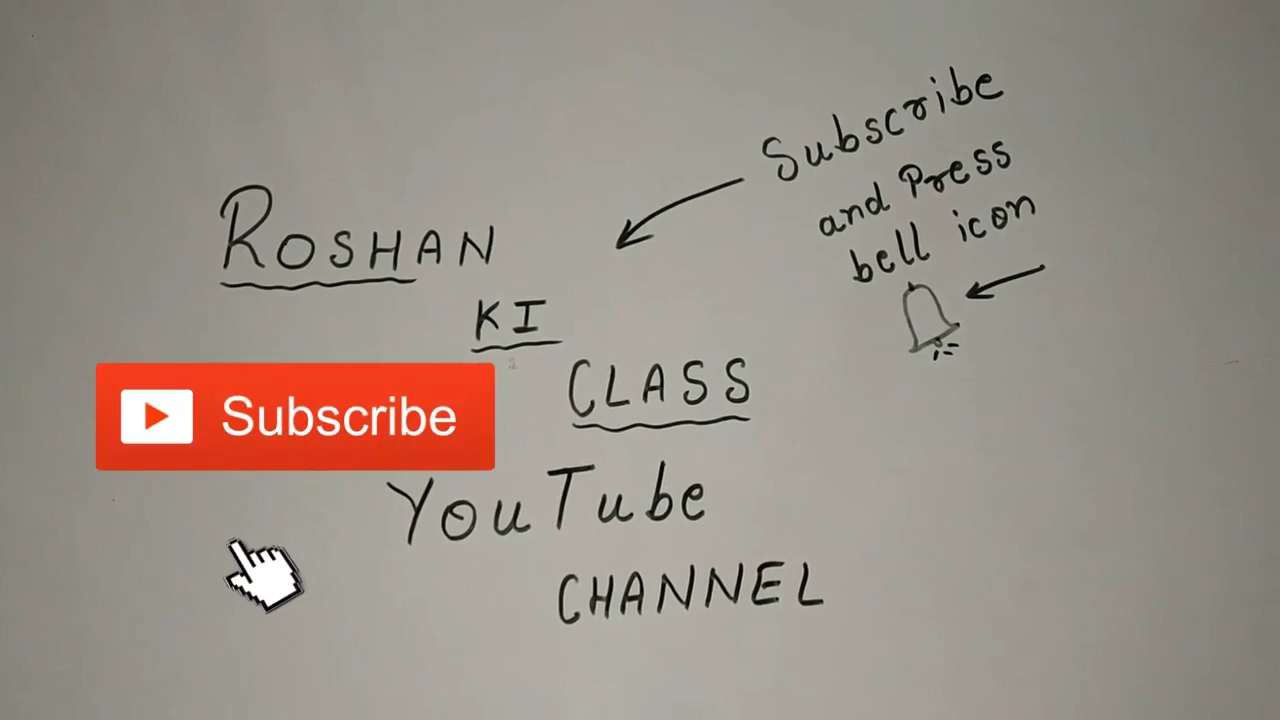 ROSHAN
KI
CLASS
YouTube
CHANNEL
Subscribe
and Press
bell icon
Subscribe